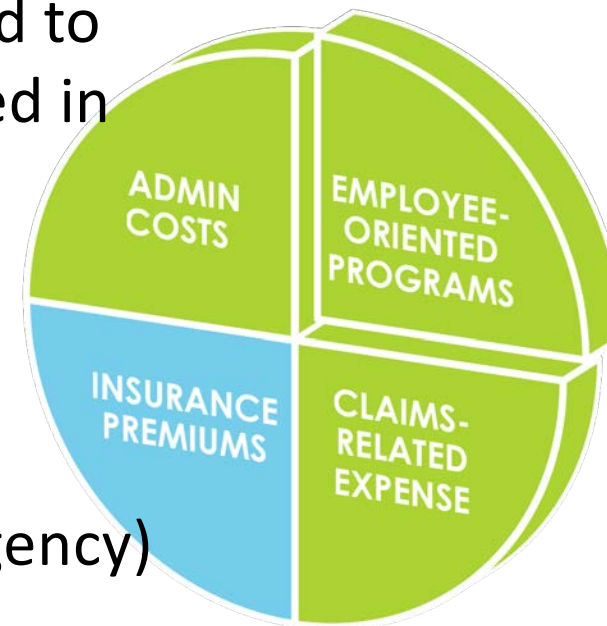 d to
ed in
ADMIN
COSTS
EMPLOYEE-
ORIENTED
PROGRAMS
INSURANCE
PREMIUMS
CLAIMS-
RELATED
EXPENSE
gency)